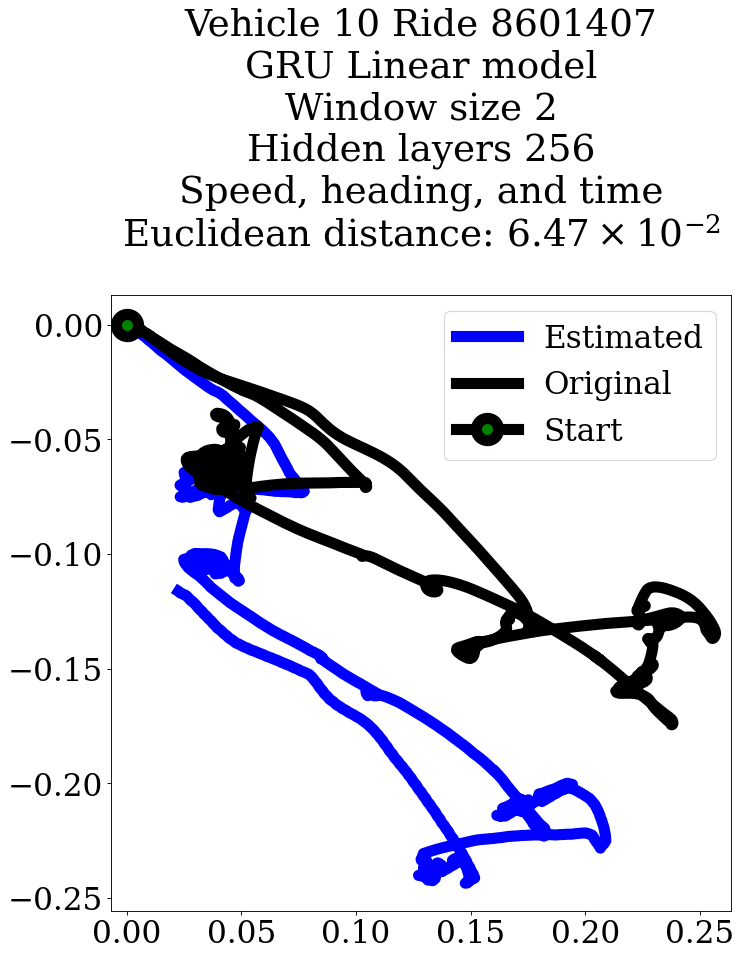 Vehicle 10 Ride 8601407
GRU Linear model
Window size 2
Hidden layers 256
Speed, heading, and time
Euclidean distance: 6.47 × 10⁻²
Estimated
Original
Start
0.00
−0.05
−0.10
−0.15
−0.20
−0.25
0.00 0.05 0.10 0.15 0.20 0.25